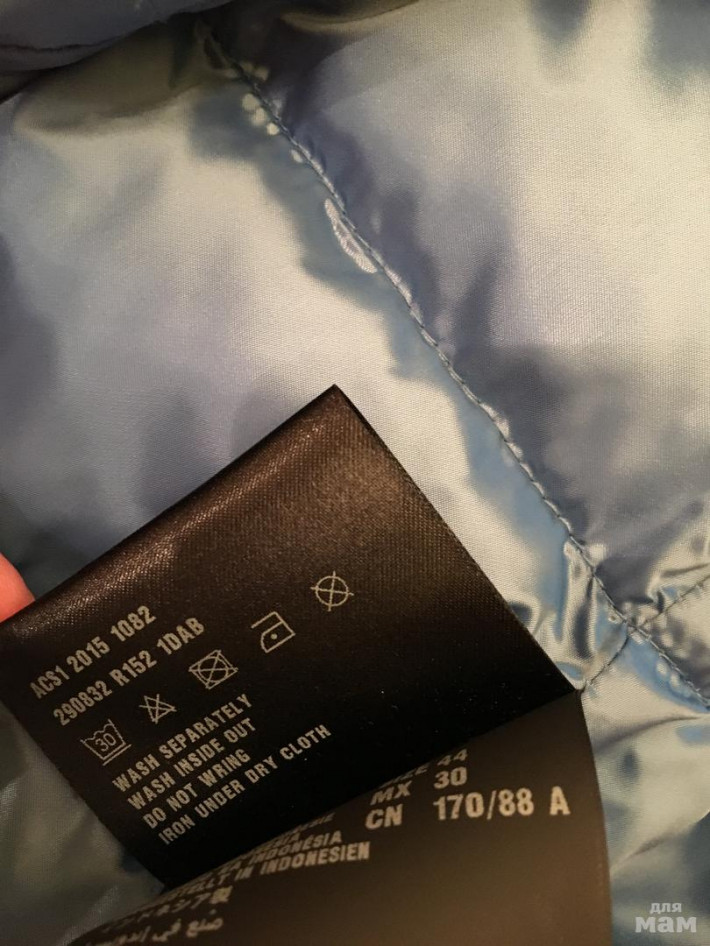 ACS1 2015 1082
290832 R152 1DAB
30
WASH SEPARATELY
WASH INSIDE OUT
DO NOT WRING
IRON UNDER DRY CLOTH
44
MX 30
CN 170/88 A
INDONESIA
IN INDONESIEN
для
мам